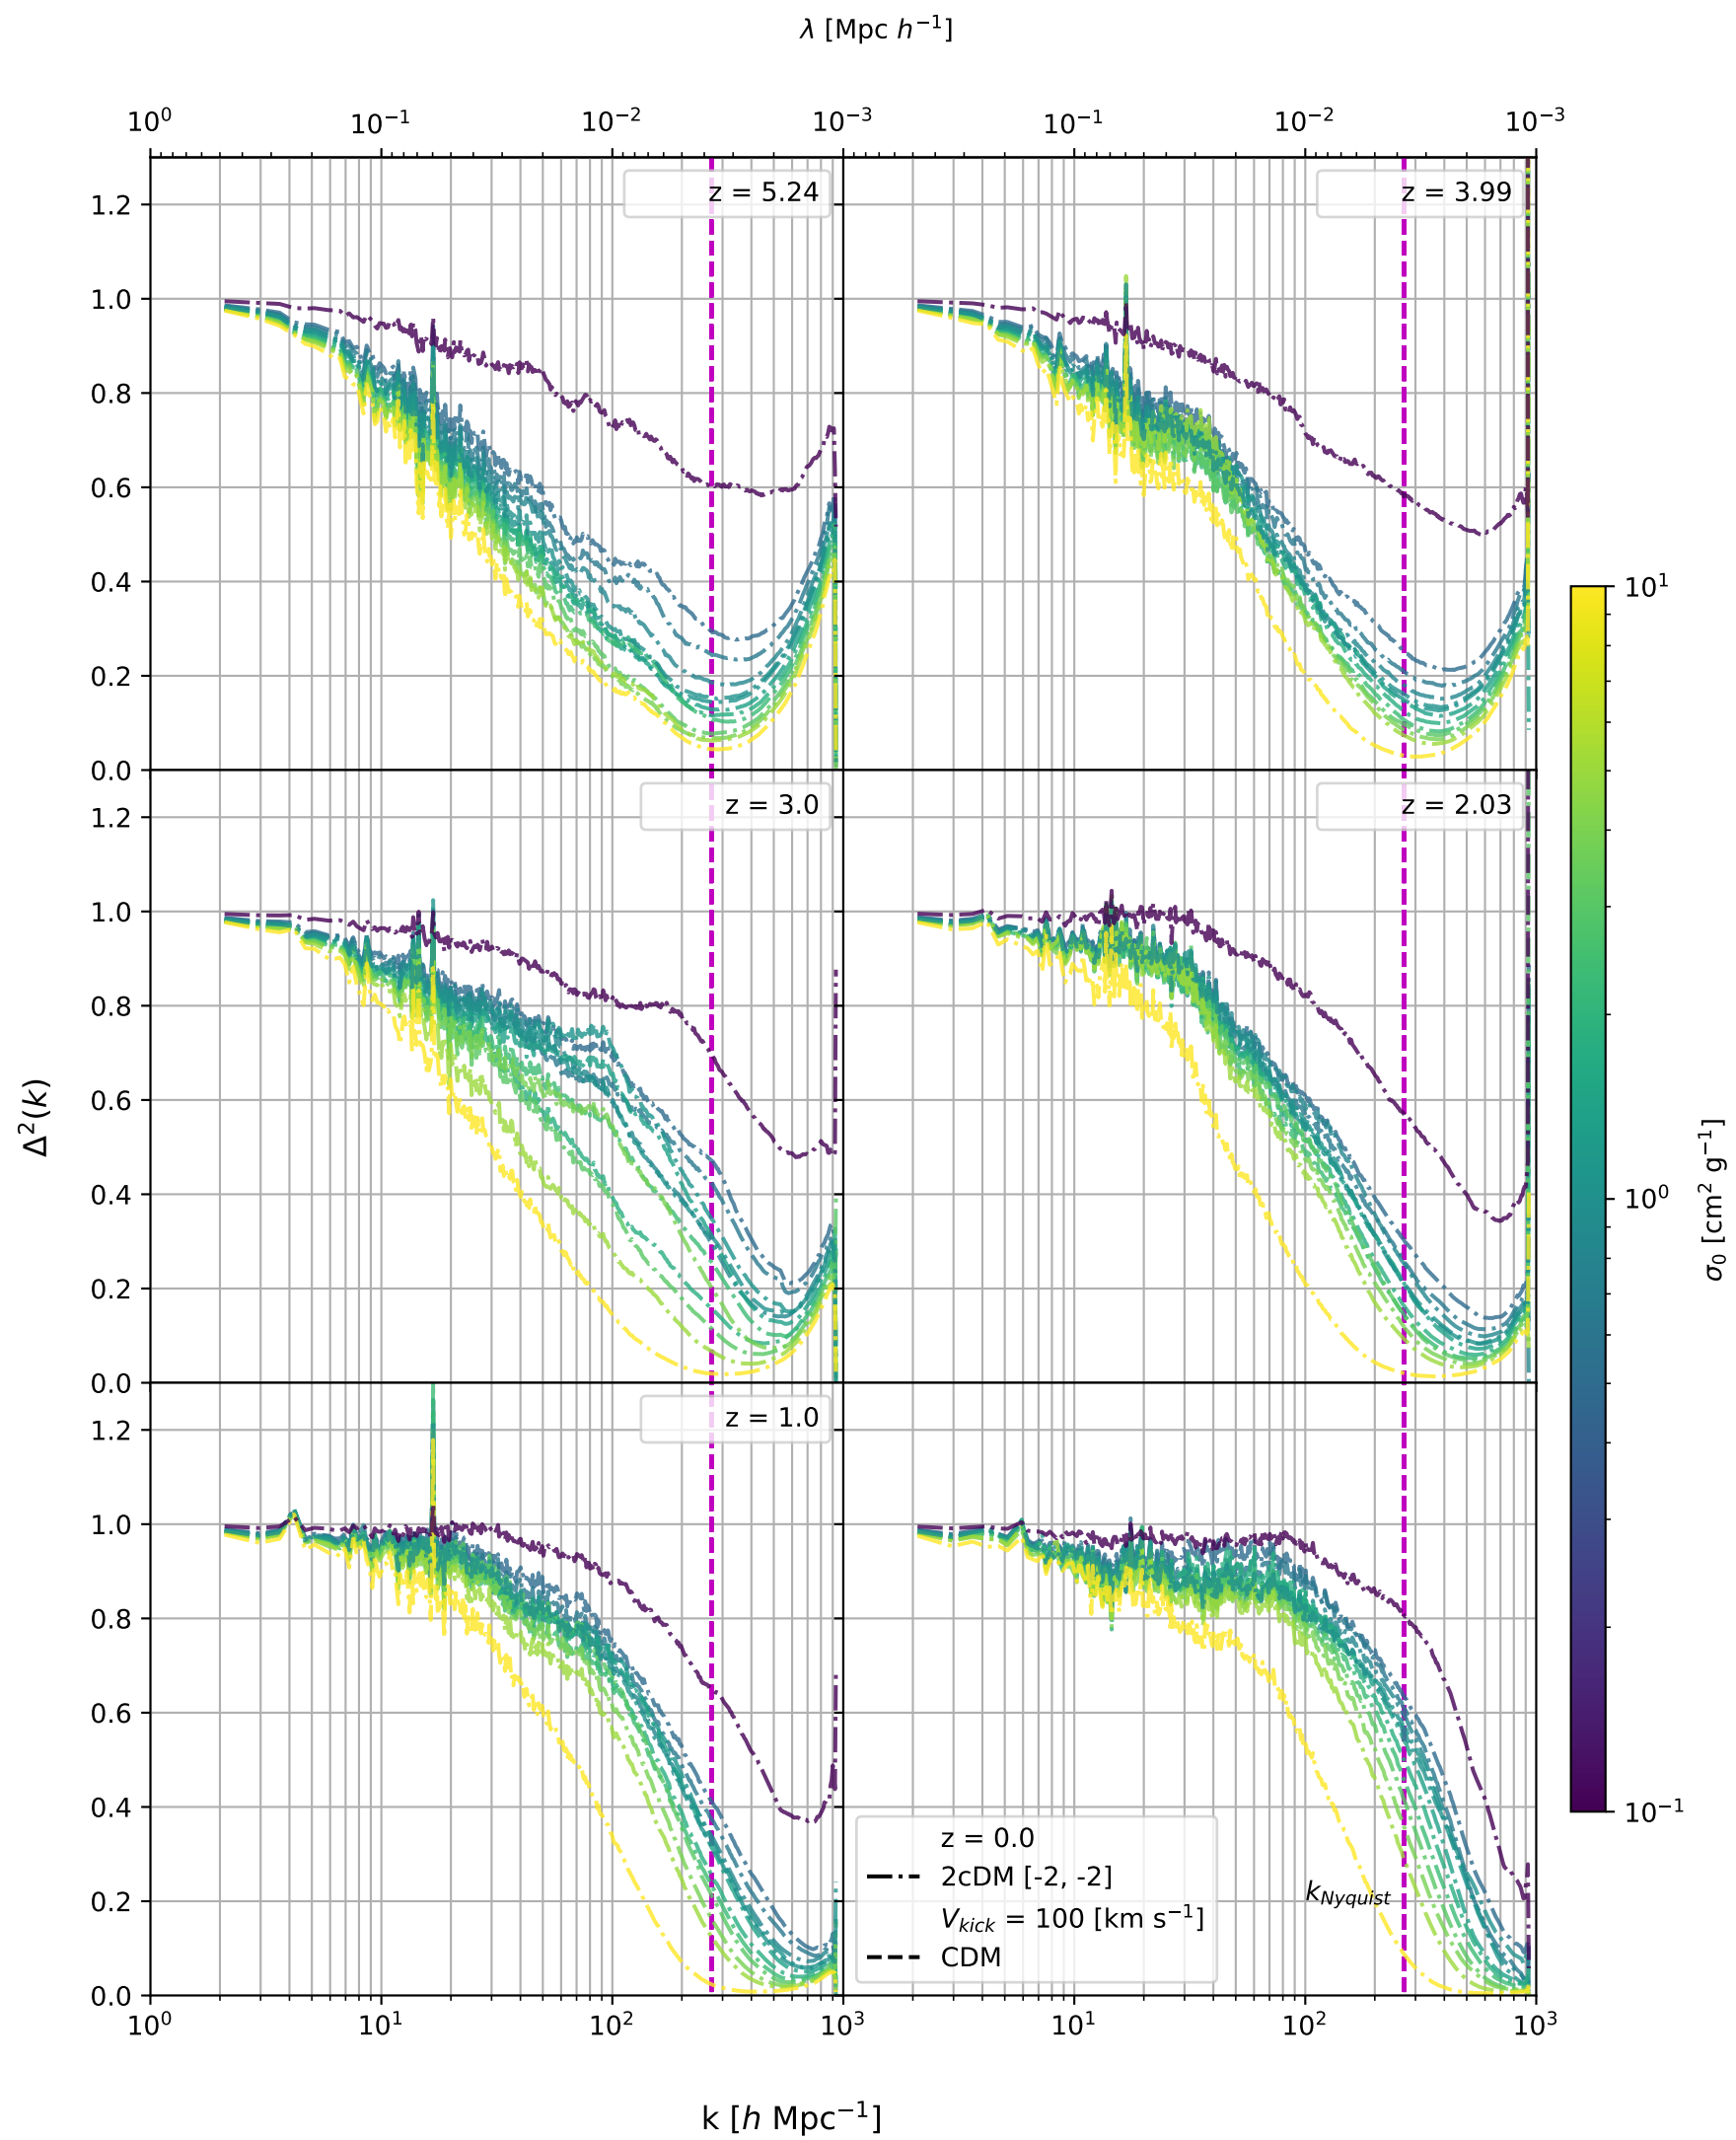 λ [Mpc h⁻¹]
10⁰ 10⁻¹ 10⁻² 10⁻³ 10⁻¹ 10⁻² 10⁻³
z = 5.24 z = 3.99
1.2
1.0
0.8
0.6
0.4
0.2
0.0
z = 3.0 z = 2.03
1.2
1.0
0.8
0.6
0.4
0.2
0.0
z = 1.0
1.2
1.0
0.8
0.6
0.4
0.2
0.0
z = 0.0
2cDM [-2, -2]
V_kick = 100 [km s⁻¹]
CDM
k_Nyquist
10⁰ 10¹ 10² 10³ 10¹ 10² 10³
k [h Mpc⁻¹]
Δ²(k)
10¹
10⁰
10⁻¹
σ₀ [cm² g⁻¹]